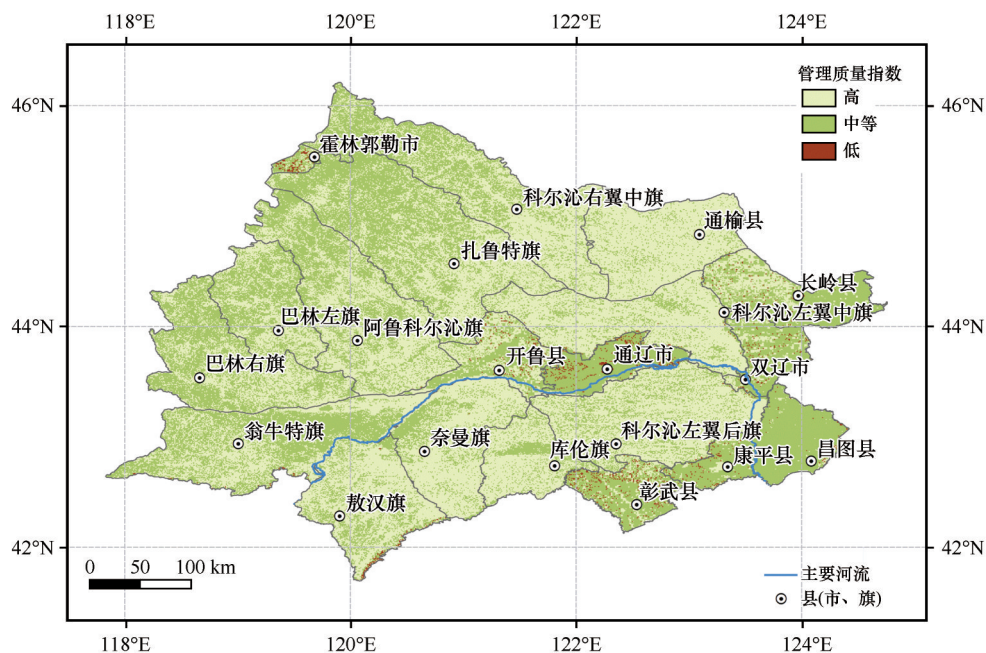 118°E 120°E 122°E 124°E
46°N 46°N
管理质量指数
高
中等
低
霍林郭勒市
科尔沁右翼中旗
通榆县
扎鲁特旗
长岭县
科尔沁左翼中旗
巴林左旗
阿鲁科尔沁旗
44°N 44°N
开鲁县
通辽市
双辽市
巴林右旗
翁牛特旗
奈曼旗
库伦旗
科尔沁左翼后旗
康平县
昌图县
彰武县
敖汉旗
42°N 42°N
0 50 100 km
主要河流
县(市、旗)
118°E 120°E 122°E 124°E